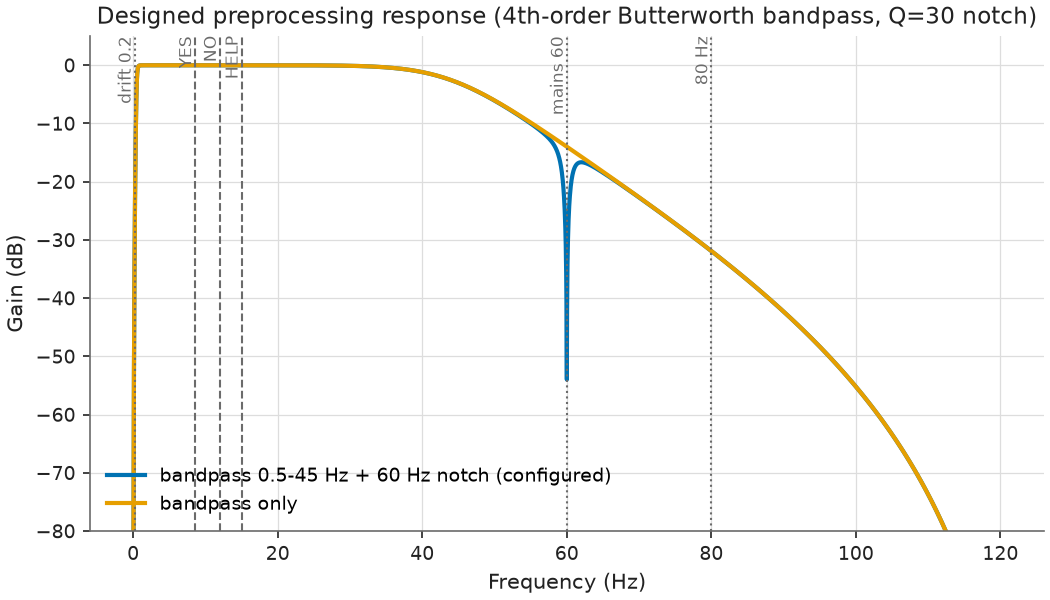 Designed preprocessing response (4th-order Butterworth bandpass, Q=30 notch)
drift 0.2
YES
NO
HELP
mains 60
80 Hz
Gain (dB)
0
−10
−20
−30
−40
−50
−60
−70
−80
bandpass 0.5-45 Hz + 60 Hz notch (configured)
bandpass only
0
20
40
60
80
100
120
Frequency (Hz)